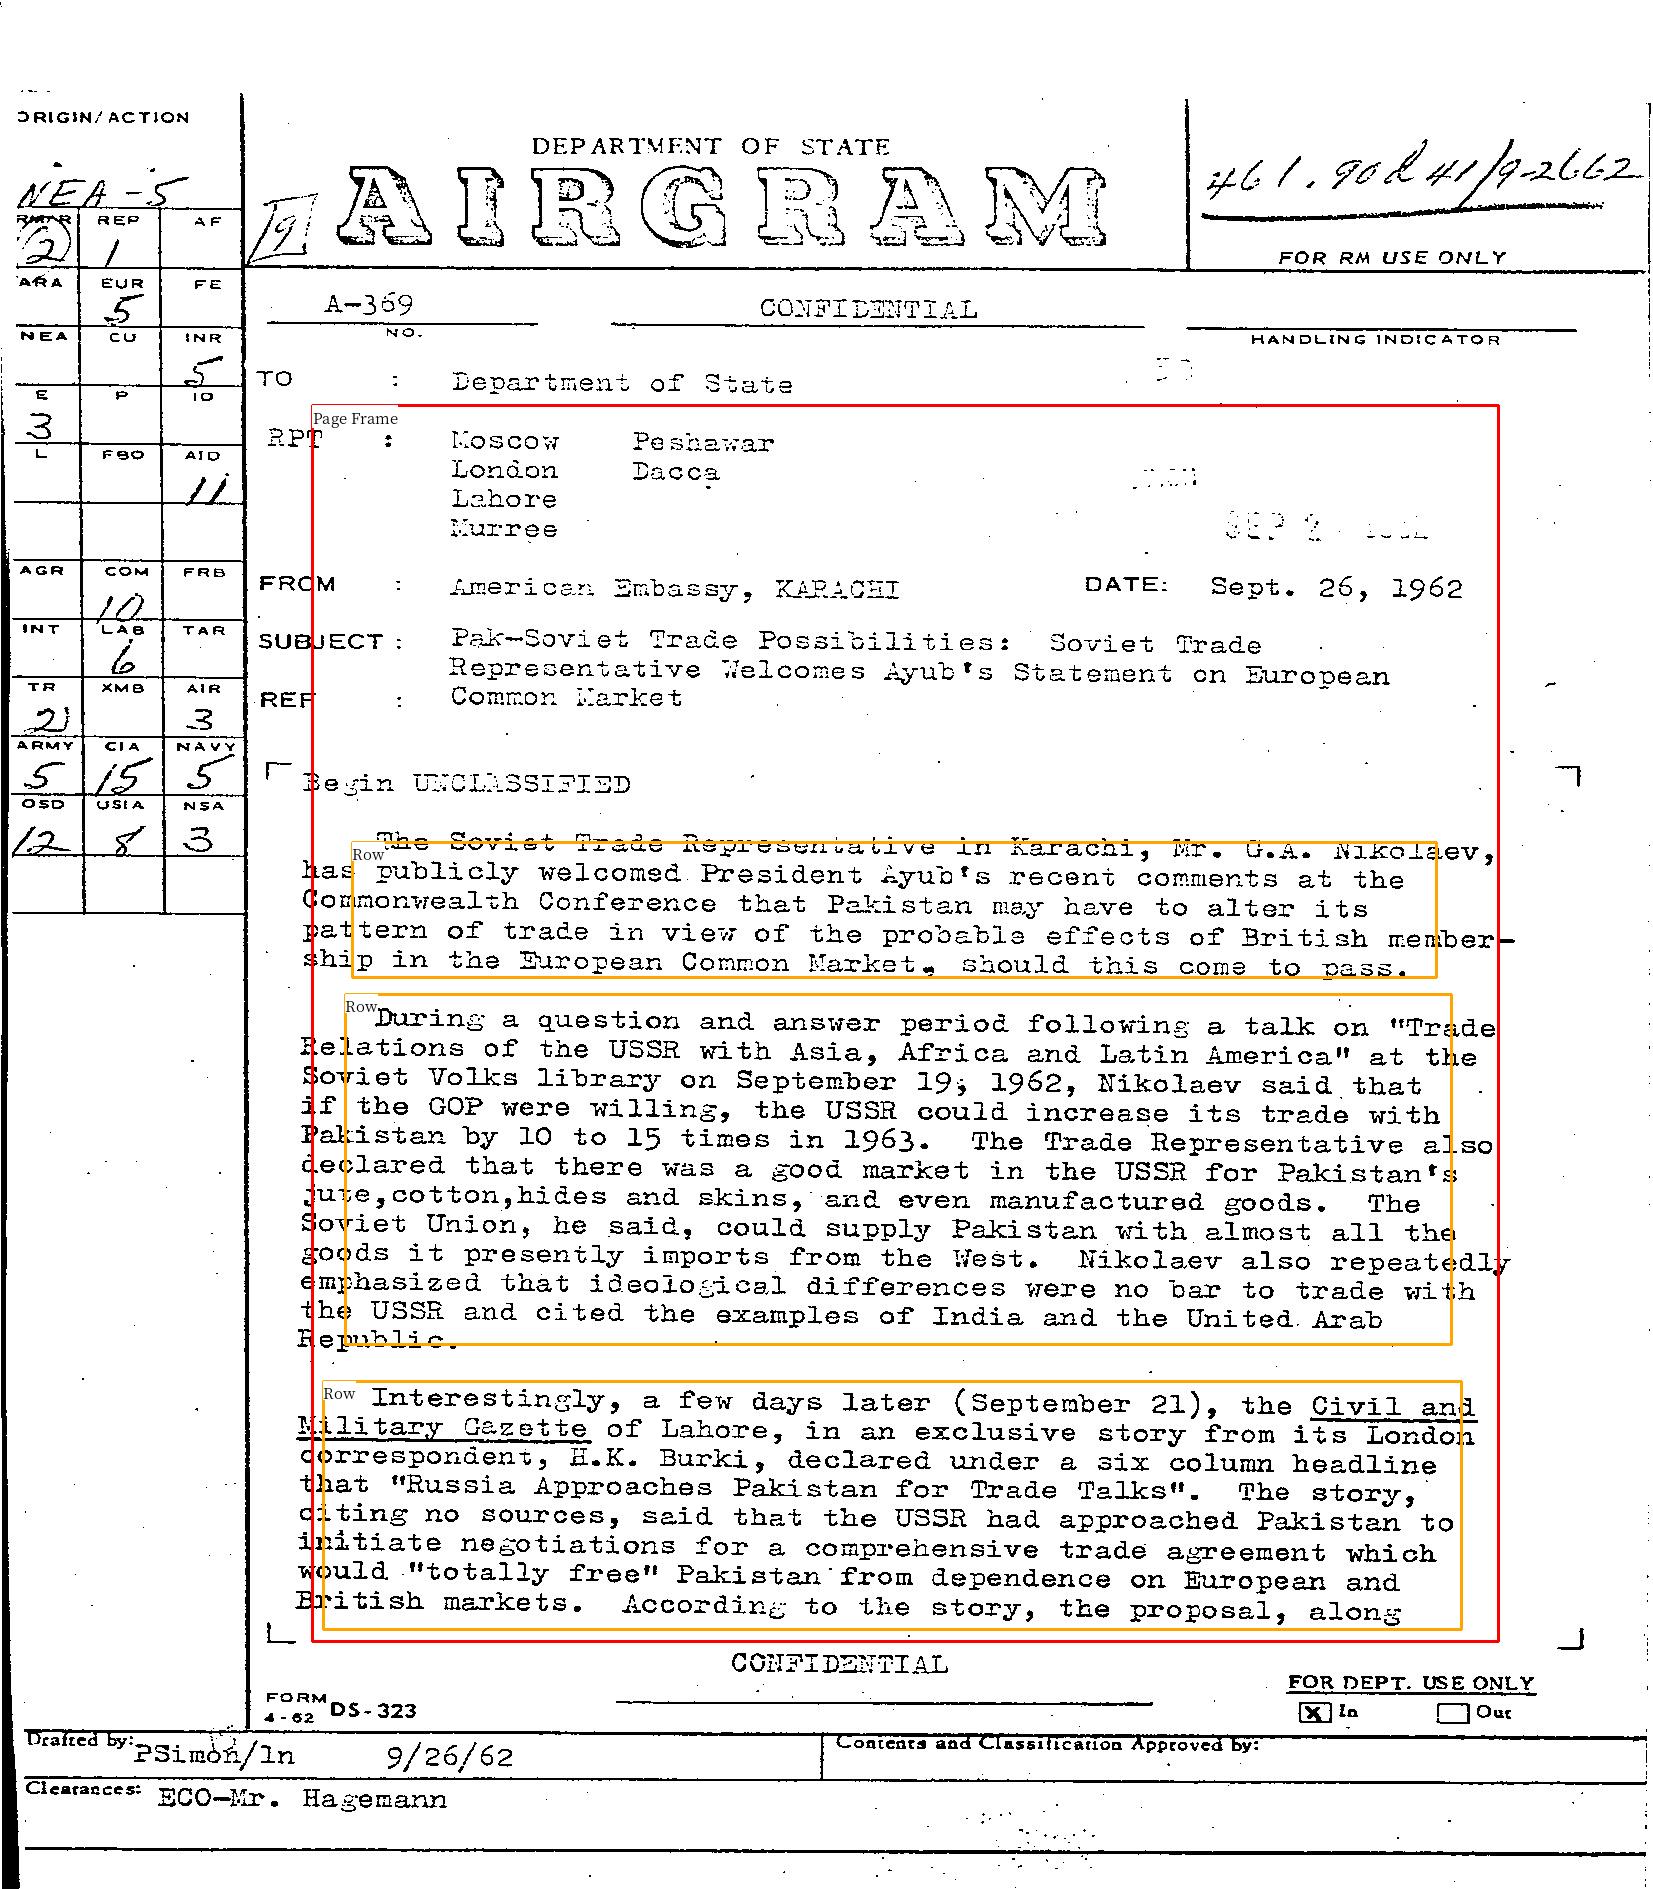 ORIGIN/ACTION
NEA-5
RM/R REP AF
2 1
ARA EUR FE
5
NEA CU INR
5
E P IO
3
L FBO AID
11
AGR COM FRB
10
INT LAB TAR
6
TR XMB AIR
2 3
ARMY CIA NAVY
5 15 5
OSD USIA NSA
12 8 3
DEPARTMENT OF STATE
AIRGRAM
19
461.90d41/9-2662
FOR RM USE ONLY
A-369 CONFIDENTIAL
NO.
HANDLING INDICATOR
TO : Department of State
Page Frame
RPT : Moscow Peshawar
London Dacca
Lahore
Murree
SEP 2
FROM : American Embassy, KARACHI DATE: Sept. 26, 1962
SUBJECT : Pak-Soviet Trade Possibilities: Soviet Trade
Representative Welcomes Ayub's Statement on European
REF : Common Market
Begin UNCLASSIFIED
Row
The Soviet Trade Representative in Karachi, Mr. G.A. Nikolaev,
has publicly welcomed President Ayub's recent comments at the
Commonwealth Conference that Pakistan may have to alter its
pattern of trade in view of the probable effects of British member-
ship in the European Common Market, should this come to pass.
Row
During a question and answer period following a talk on "Trade
Relations of the USSR with Asia, Africa and Latin America" at the
Soviet Volks library on September 19, 1962, Nikolaev said that
if the GOP were willing, the USSR could increase its trade with
Pakistan by 10 to 15 times in 1963. The Trade Representative also
declared that there was a good market in the USSR for Pakistan's
jute,cotton,hides and skins, and even manufactured goods. The
Soviet Union, he said, could supply Pakistan with almost all the
goods it presently imports from the West. Nikolaev also repeatedly
emphasized that ideological differences were no bar to trade with
the USSR and cited the examples of India and the United Arab
Republic.
Row
Interestingly, a few days later (September 21), the Civil and
Military Gazette of Lahore, in an exclusive story from its London
correspondent, H.K. Burki, declared under a six column headline
that "Russia Approaches Pakistan for Trade Talks". The story,
citing no sources, said that the USSR had approached Pakistan to
initiate negotiations for a comprehensive trade agreement which
would "totally free" Pakistan from dependence on European and
British markets. According to the story, the proposal, along
CONFIDENTIAL
FORM
4-62 DS-323
FOR DEPT. USE ONLY
X In Out
Drafted by: PSimon/ln 9/26/62 Contents and Classification Approved by:
Clearances: ECO-Mr. Hagemann